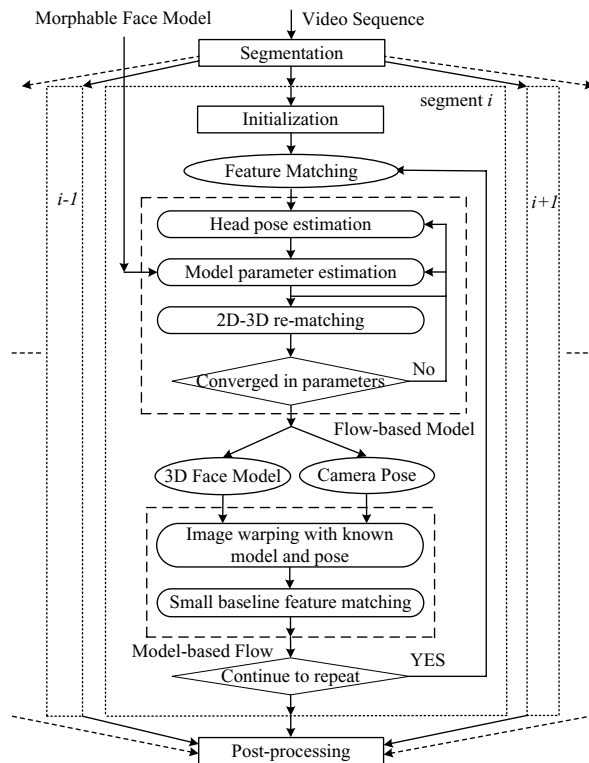 Morphable Face Model
Video Sequence
Segmentation
segment i
Initialization
Feature Matching
i-1
i+1
Head pose estimation
Model parameter estimation
2D-3D re-matching
No
Converged in parameters
Flow-based Model
3D Face Model
Camera Pose
Image warping with known
model and pose
Small baseline feature matching
Model-based Flow
YES
Continue to repeat
Post-processing